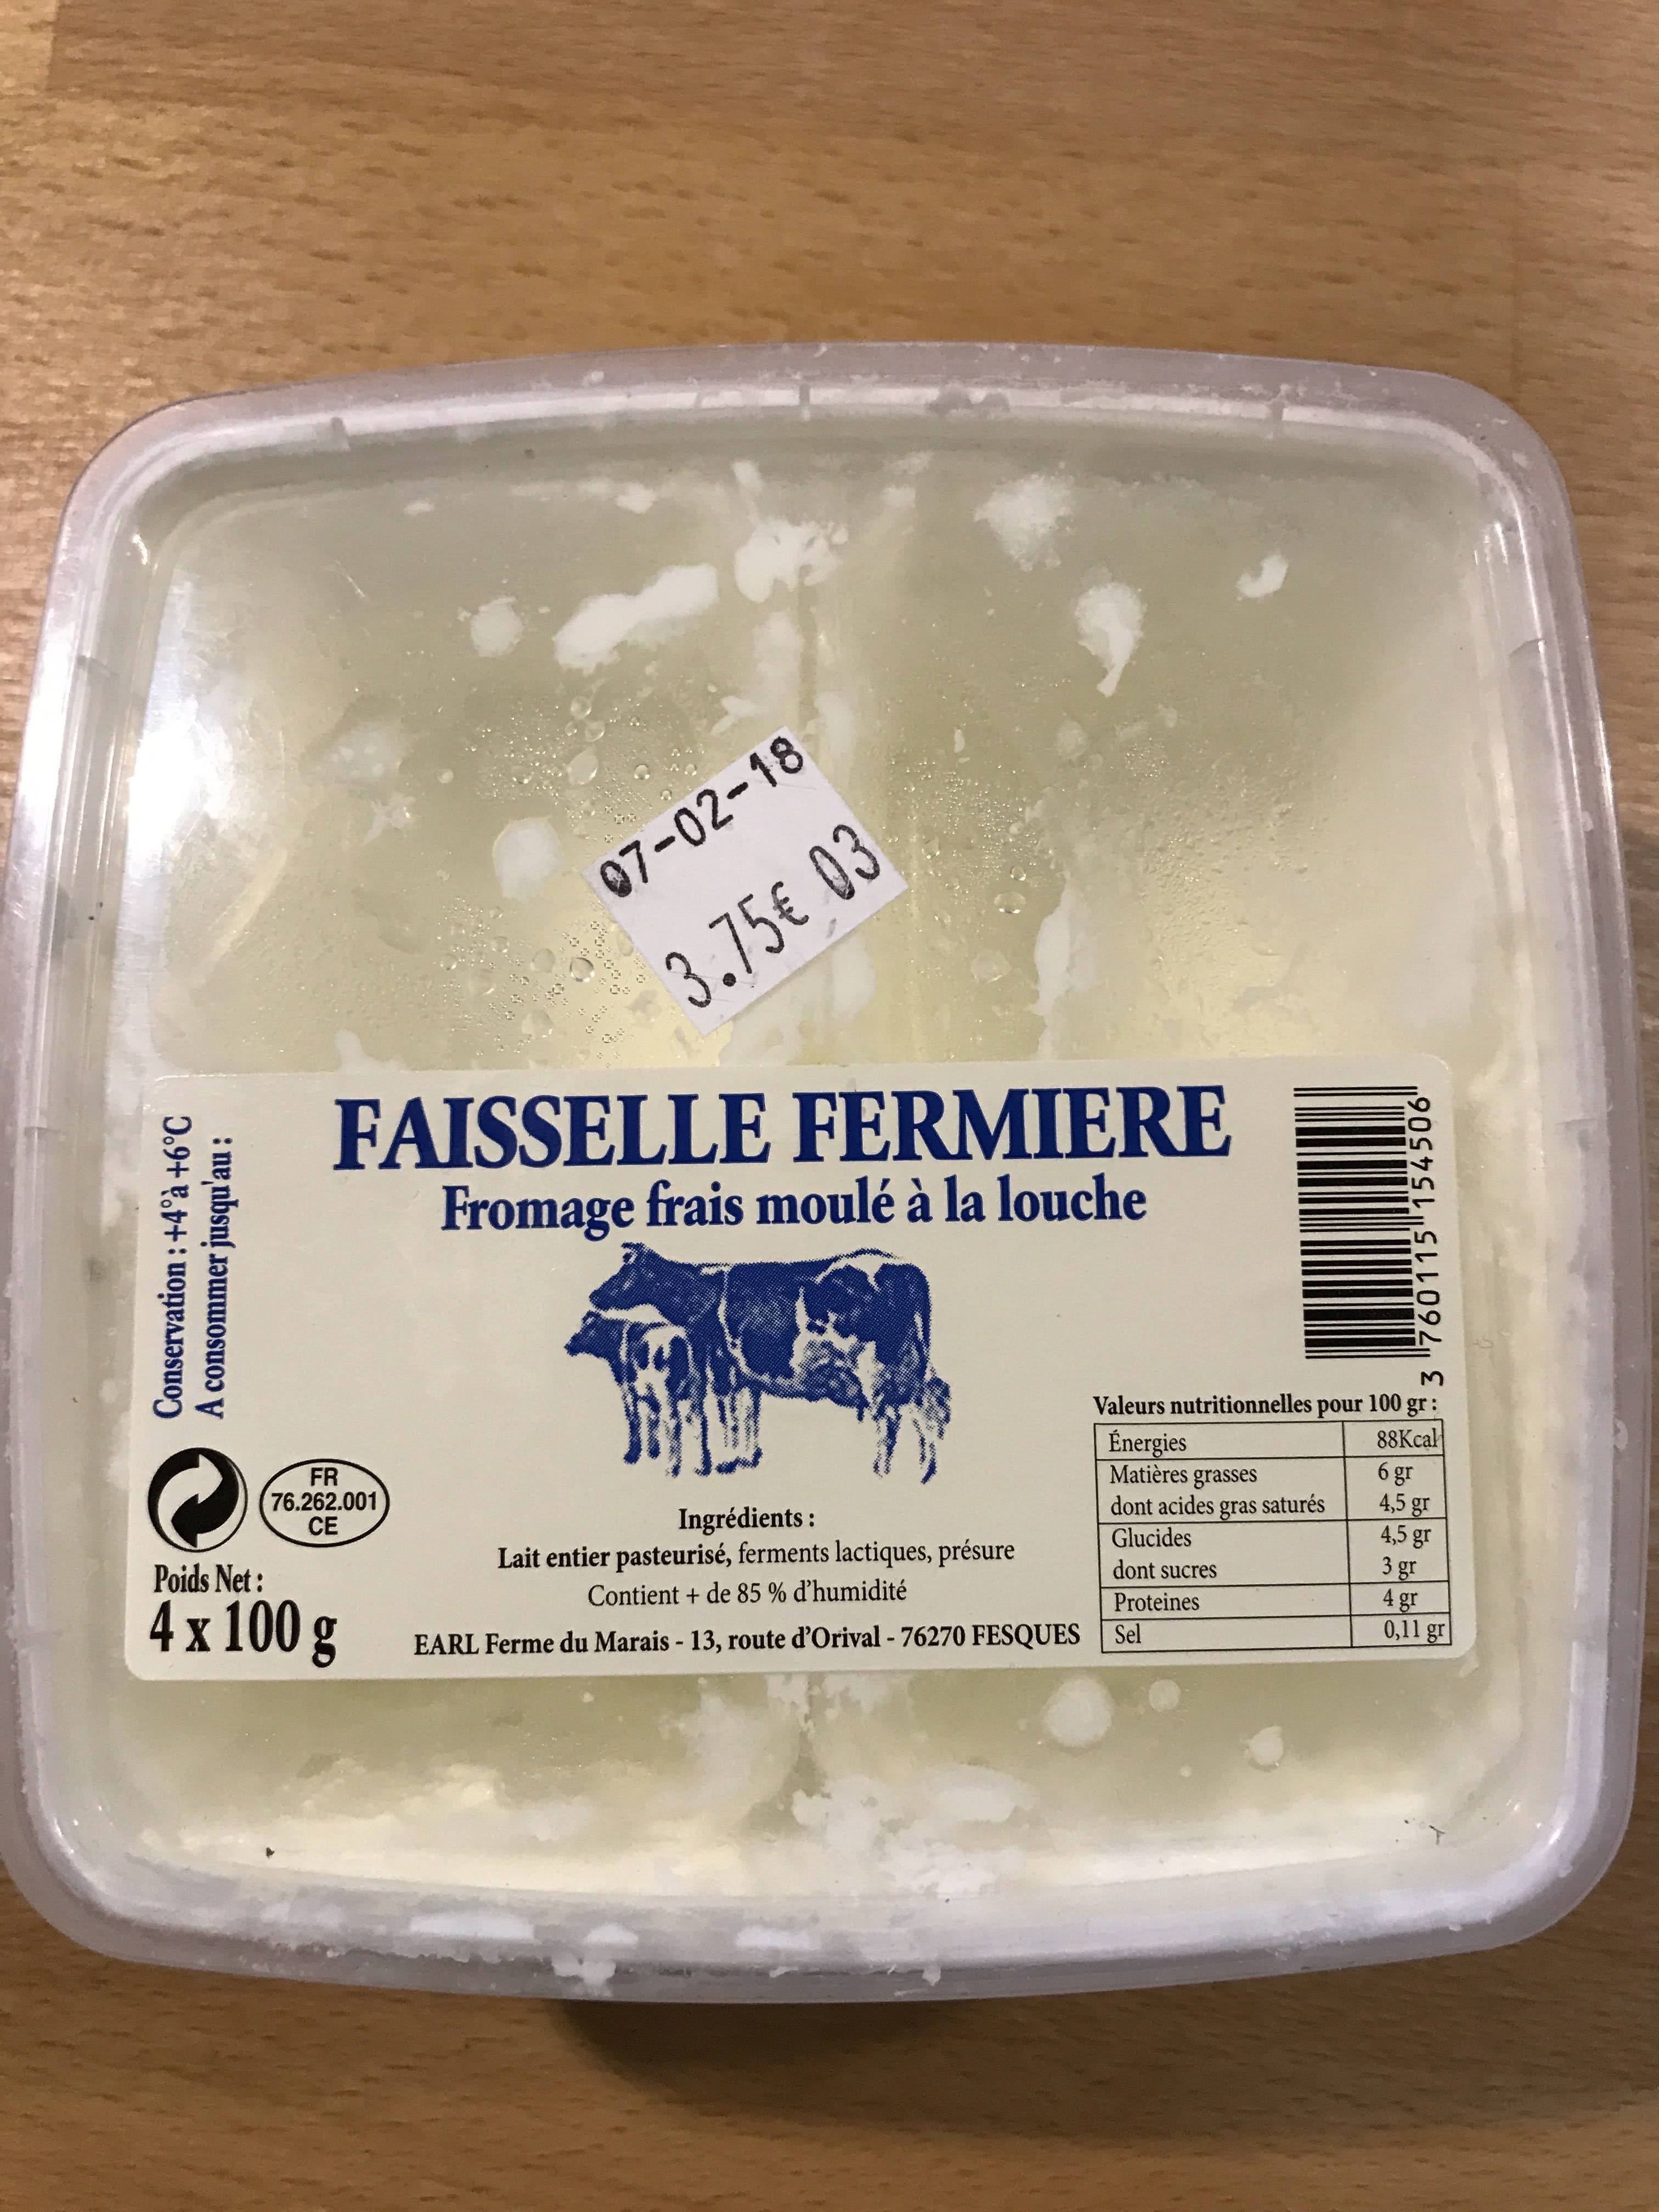 07-02-18
3.75€ 03
FAISSELLE FERMIERE
Fromage frais moulé à la louche
Conservation : +4°à +6°C
A consommer jusqu'au :
3 760115 154506
FR
76.262.001
CE
Poids Net :
4 x 100 g
Ingrédients :
Lait entier pasteurisé, ferments lactiques, présure
Contient + de 85 % d'humidité
EARL Ferme du Marais - 13, route d'Orival - 76270 FESQUES
Valeurs nutritionnelles pour 100 gr :
Énergies 88Kcal
Matières grasses 6 gr
dont acides gras saturés 4,5 gr
Glucides 4,5 gr
dont sucres 3 gr
Proteines 4 gr
Sel 0,11 gr